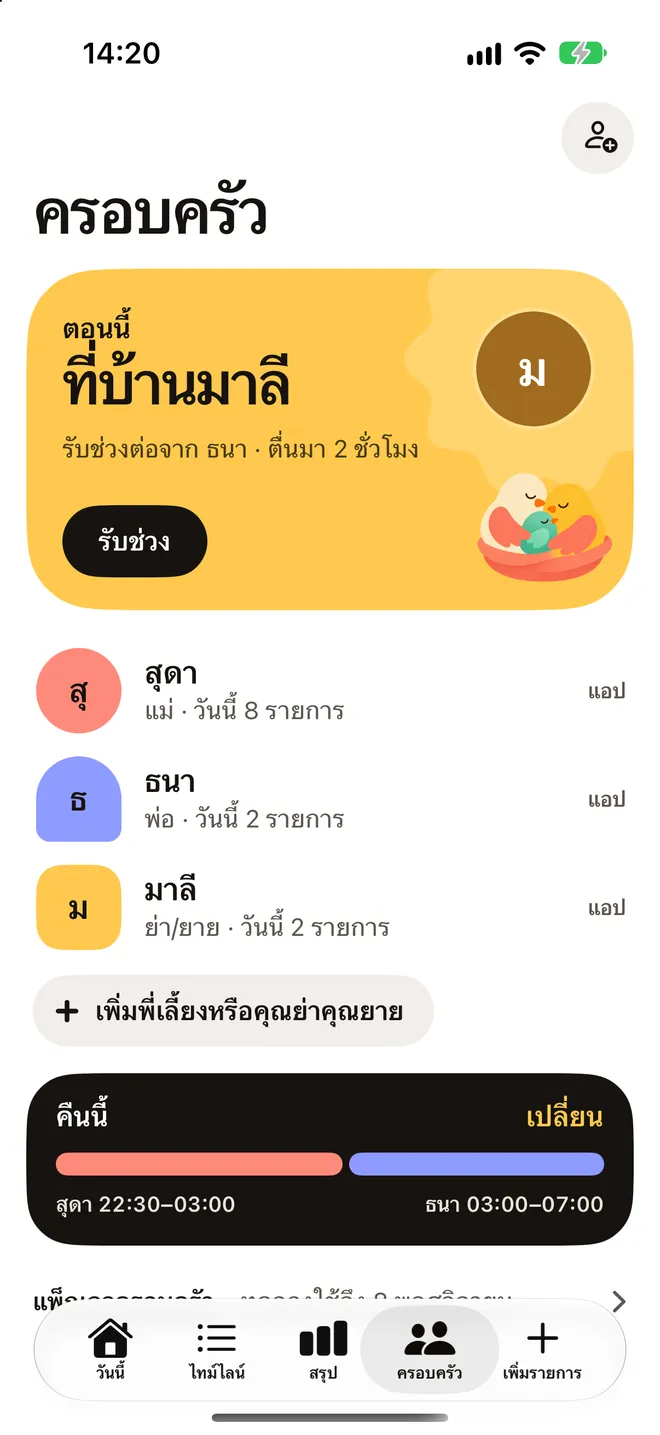 14:20
ครอบครัว
ตอนนี้
ที่บ้านมาลี
ม
รับช่วงต่อจาก ธนา · ตื่นมา 2 ชั่วโมง
รับช่วง
สุ
สุดา
แม่ · วันนี้ 8 รายการ
แอป
ธ
ธนา
พ่อ · วันนี้ 2 รายการ
แอป
ม
มาลี
ย่า/ยาย · วันนี้ 2 รายการ
แอป
เพิ่มพี่เลี้ยงหรือคุณย่าคุณยาย
คืนนี้
เปลี่ยน
สุดา 22:30–03:00
ธนา 03:00–07:00
วันนี้
ไทม์ไลน์
สรุป
ครอบครัว
เพิ่มรายการ